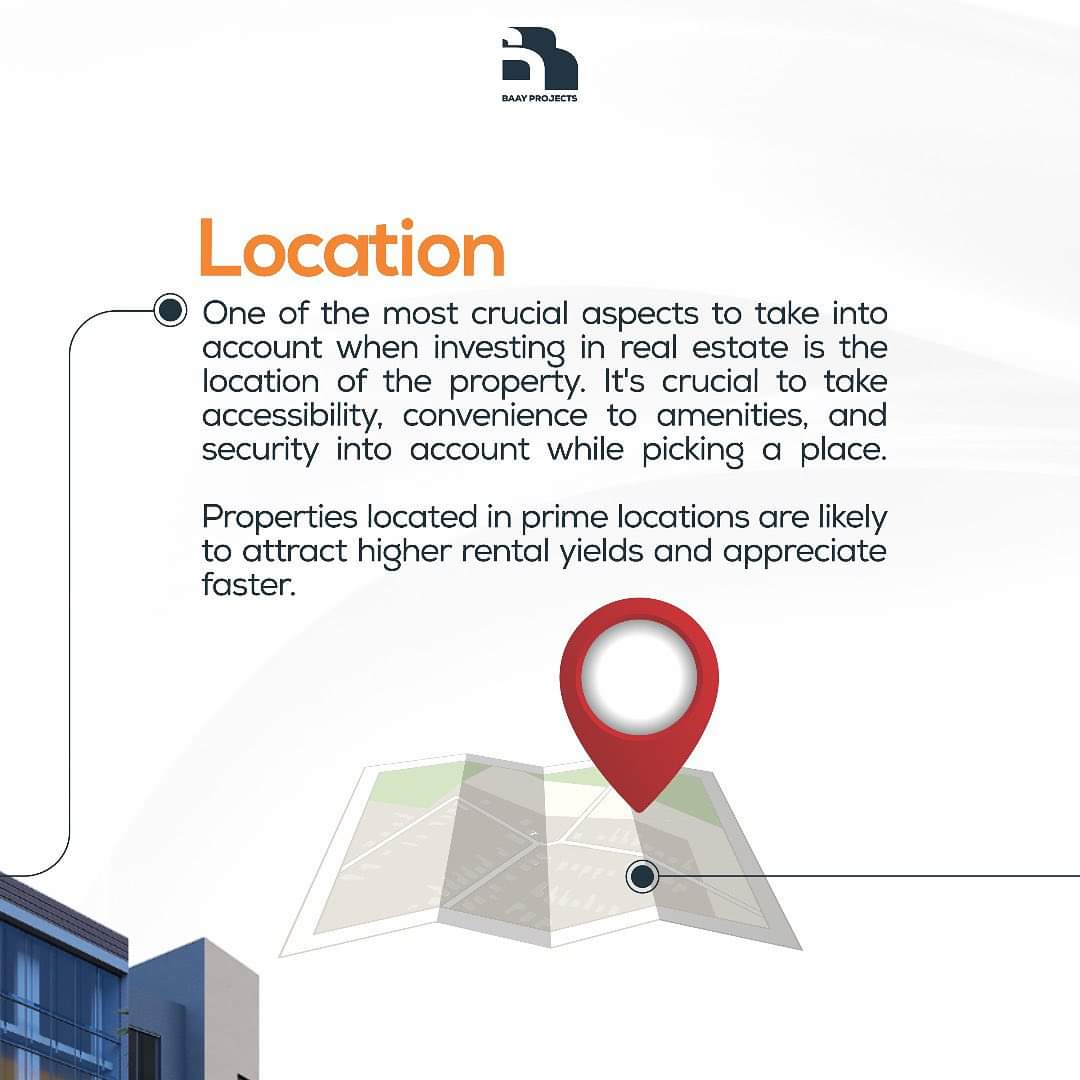 BAAY PROJECTS
Location
One of the most crucial aspects to take into
account when investing in real estate is the
location of the property. It's crucial to take
accessibility, convenience to amenities, and
security into account while picking a place.
Properties located in prime locations are likely
to attract higher rental yields and appreciate
faster.